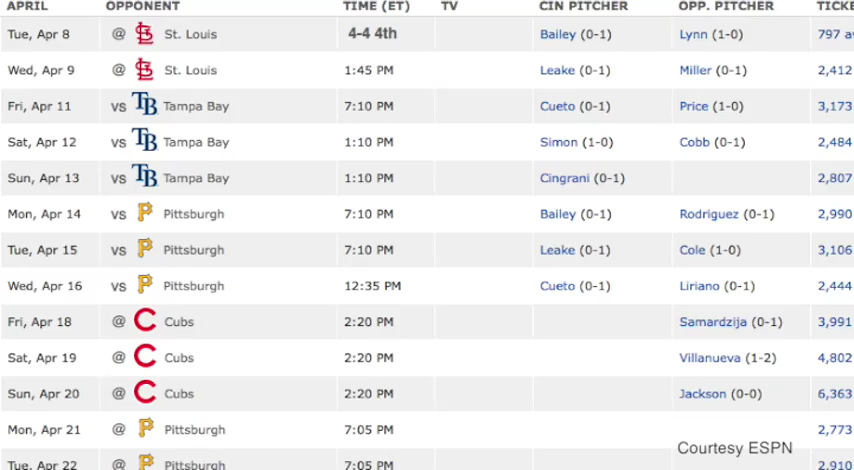 APRIL OPPONENT TIME (ET) TV CIN PITCHER OPP. PITCHER
Tue, Apr 8 @ St. Louis 4-4 4th Bailey (0-1) Lynn (1-0) 797
Wed, Apr 9 @ St. Louis 1:45 PM Leake (0-1) Miller (0-1) 2,412
Fri, Apr 11 vs TB Tampa Bay 7:10 PM Cueto (0-1) Price (1-0) 3,173
Sat, Apr 12 vs TB Tampa Bay 1:10 PM Simon (1-0) Cobb (0-1) 2,484
Sun, Apr 13 vs TB Tampa Bay 1:10 PM Cingrani (0-1) 2,807
Mon, Apr 14 vs P Pittsburgh 7:10 PM Bailey (0-1) Rodriguez (0-1) 2,990
Tue, Apr 15 vs P Pittsburgh 7:10 PM Leake (0-1) Cole (1-0) 3,106
Wed, Apr 16 vs P Pittsburgh 12:35 PM Cueto (0-1) Liriano (0-1) 2,444
Fri, Apr 18 @ C Cubs 2:20 PM Samardzija (0-1) 3,991
Sat, Apr 19 @ C Cubs 2:20 PM Villanueva (1-2) 4,802
Sun, Apr 20 @ C Cubs 2:20 PM Jackson (0-0) 6,363
Mon, Apr 21 @ P Pittsburgh 7:05 PM 2,773
Courtesy ESPN
Tue, Apr 22 @ P Pittsburgh 7:05 PM 2,910